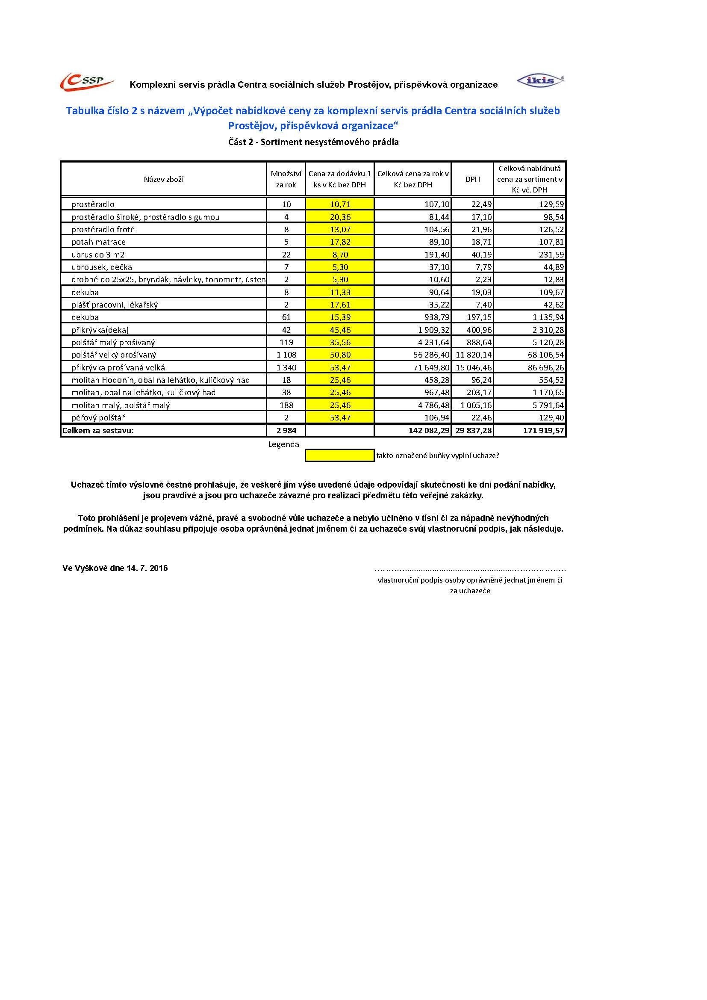 CSSP
Komplexní servis prádla Centra sociálních služeb Prostějov, příspěvková organizace
ikis®
Tabulka číslo 2 s názvem „Výpočet nabídkové ceny za komplexní servis prádla Centra sociálních služeb
Prostějov, příspěvková organizace“
Část 2 - Sortiment nesystémového prádla
Název zboží Množství za rok Cena za dodávku 1 ks v Kč bez DPH Celková cena za rok v Kč bez DPH DPH Celková nabídnutá cena za sortiment v Kč vč. DPH
prostěradlo 10 10,71 107,10 22,49 129,59
prostěradlo široké, prostěradlo s gumou 4 20,36 81,44 17,10 98,54
prostěradlo froté 8 13,07 104,56 21,96 126,52
potah matrace 5 17,82 89,10 18,71 107,81
ubrus do 3 m2 22 8,70 191,40 40,19 231,59
ubrousek, dečka 7 5,30 37,10 7,79 44,89
drobné do 25x25, bryndák, návleky, tonometr, ústen 2 5,30 10,60 2,23 12,83
dekuba 8 11,33 90,64 19,03 109,67
plášť pracovní, lékařský 2 17,61 35,22 7,40 42,62
dekuba 61 15,39 938,79 197,15 1 135,94
přikrývka(deka) 42 45,46 1 909,32 400,96 2 310,28
polštář malý prošívaný 119 35,56 4 231,64 888,64 5 120,28
polštář velký prošívaný 1 108 50,80 56 286,40 11 820,14 68 106,54
přikrývka prošívaná velká 1 340 53,47 71 649,80 15 046,46 86 696,26
molitan Hodonín, obal na lehátko, kuličkový had 18 25,46 458,28 96,24 554,52
molitan, obal na lehátko, kuličkový had 38 25,46 967,48 203,17 1 170,65
molitan malý, polštář malý 188 25,46 4 786,48 1 005,16 5 791,64
péřový polštář 2 53,47 106,94 22,46 129,40
Celkem za sestavu: 2 984 142 082,29 29 837,28 171 919,57
Legenda
takto označené buňky vyplní uchazeč
Uchazeč tímto výslovně čestně prohlašuje, že veškeré jím výše uvedené údaje odpovídají skutečnosti ke dni podání nabídky,
jsou pravdivé a jsou pro uchazeče závazné pro realizaci předmětu této veřejné zakázky.
Toto prohlášení je projevem vážné, pravé a svobodné vůle uchazeče a nebylo učiněno v tísni či za nápadně nevýhodných
podmínek. Na důkaz souhlasu připojuje osoba oprávněná jednat jménem či za uchazeče svůj vlastnoruční podpis, jak následuje.
Ve Vyškově dne 14. 7. 2016 ………….................................................………………..
vlastnoruční podpis osoby oprávněné jednat jménem či
za uchazeče